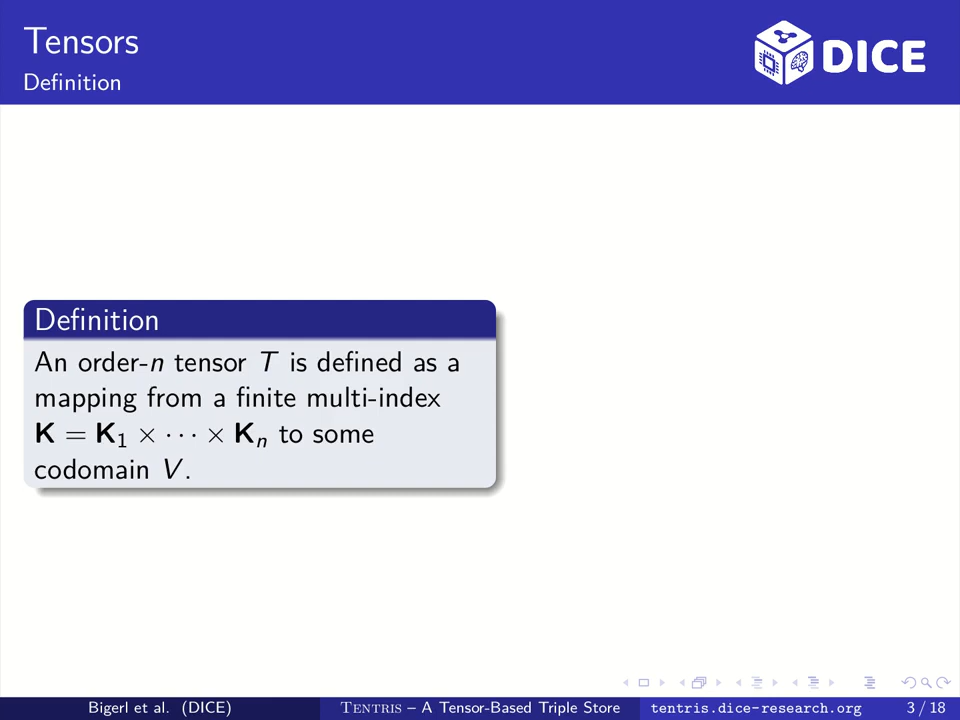 Tensors
Definition
DICE
Definition
An order-n tensor T is defined as a
mapping from a finite multi-index
K = K₁ × · · · × Kₙ to some
codomain V.
Bigerl et al. (DICE)
Tentris – A Tensor-Based Triple Store
tentris.dice-research.org
3 / 18